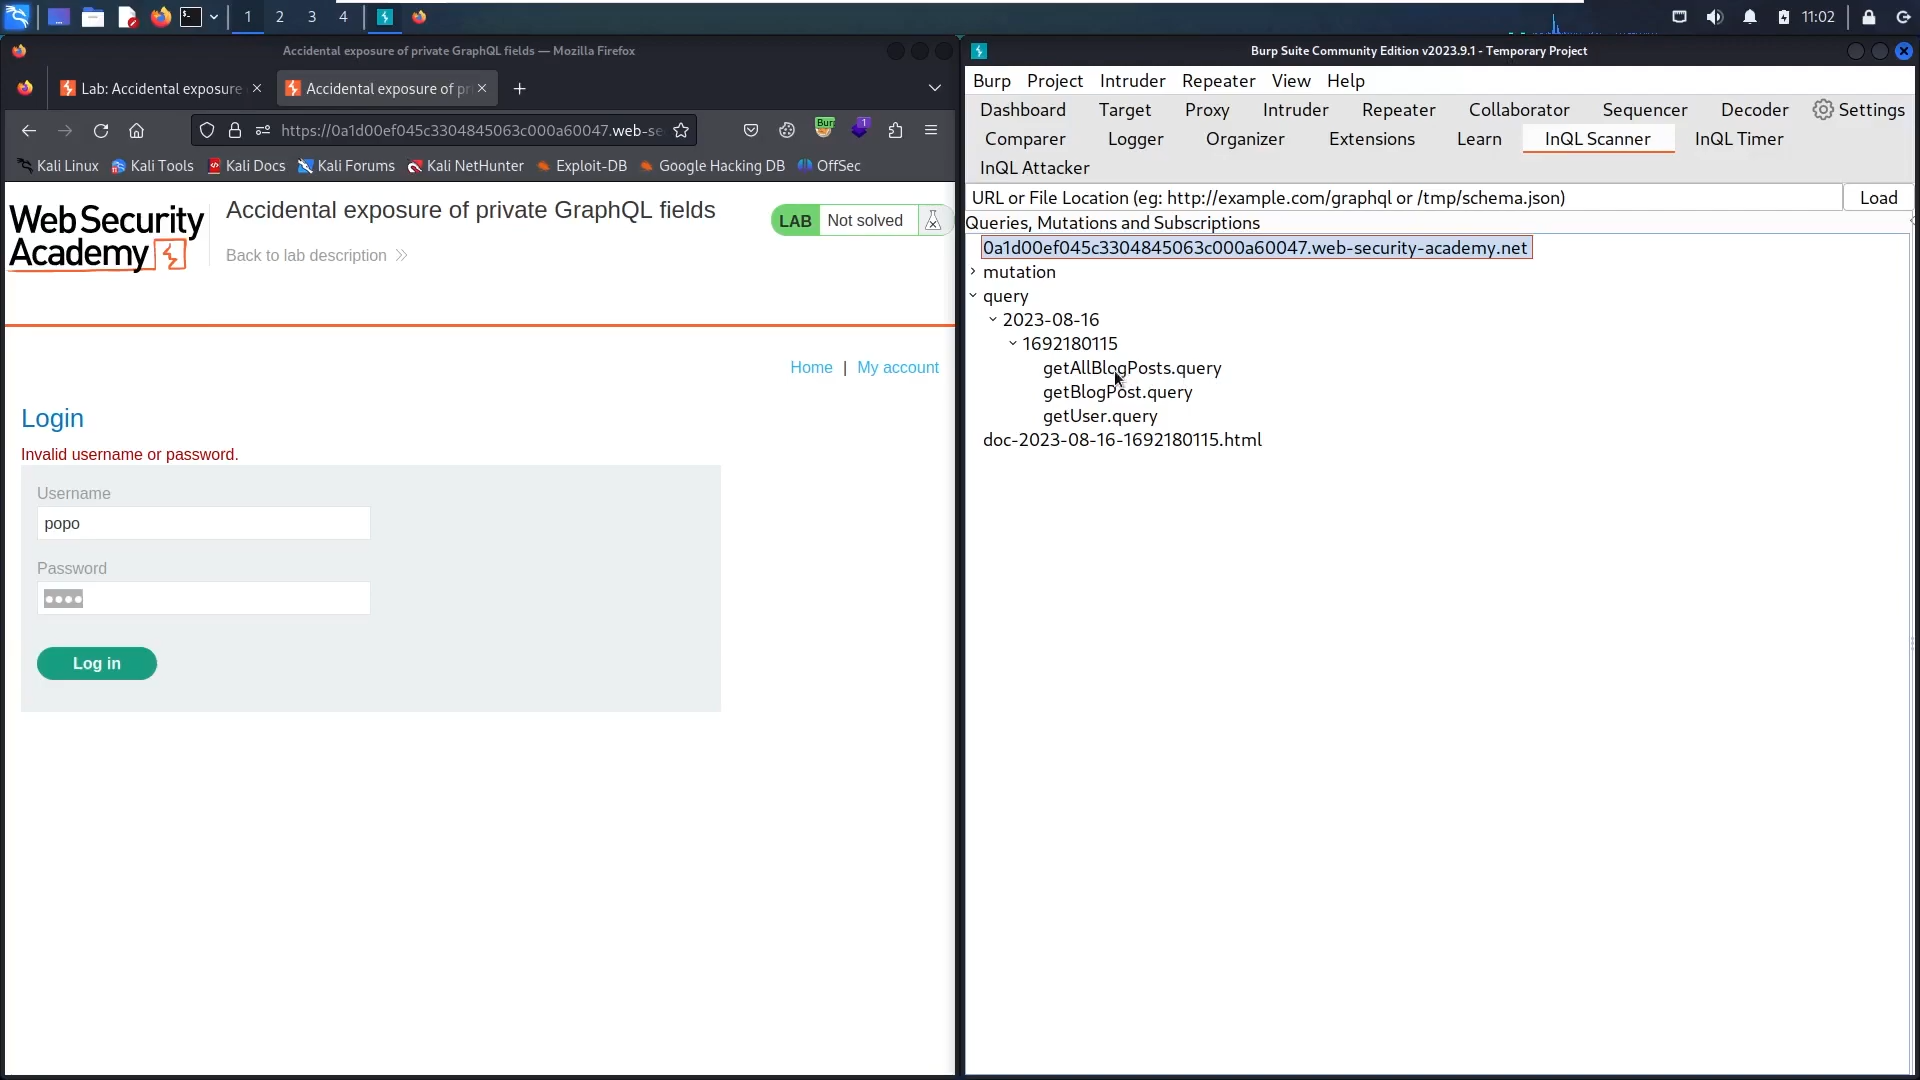 1 2 3 4
11:02
Accidental exposure of private GraphQL fields — Mozilla Firefox
Lab: Accidental exposure
Accidental exposure of pr
https://0a1d00ef045c3304845063c000a60047.web-se
Burp
1
Kali Linux Kali Tools Kali Docs Kali Forums Kali NetHunter Exploit-DB Google Hacking DB OffSec
Web Security
Academy
Accidental exposure of private GraphQL fields
Back to lab description
LAB Not solved
Home | My account
Login
Invalid username or password.
Username
popo
Password
Log in
Burp Suite Community Edition v2023.9.1 - Temporary Project
Burp Project Intruder Repeater View Help
Dashboard Target Proxy Intruder Repeater Collaborator Sequencer Decoder Settings
Comparer Logger Organizer Extensions Learn InQL Scanner InQL Timer
InQL Attacker
URL or File Location (eg: http://example.com/graphql or /tmp/schema.json) Load
Queries, Mutations and Subscriptions
0a1d00ef045c3304845063c000a60047.web-security-academy.net
mutation
query
2023-08-16
1692180115
getAllBlogPosts.query
getBlogPost.query
getUser.query
doc-2023-08-16-1692180115.html